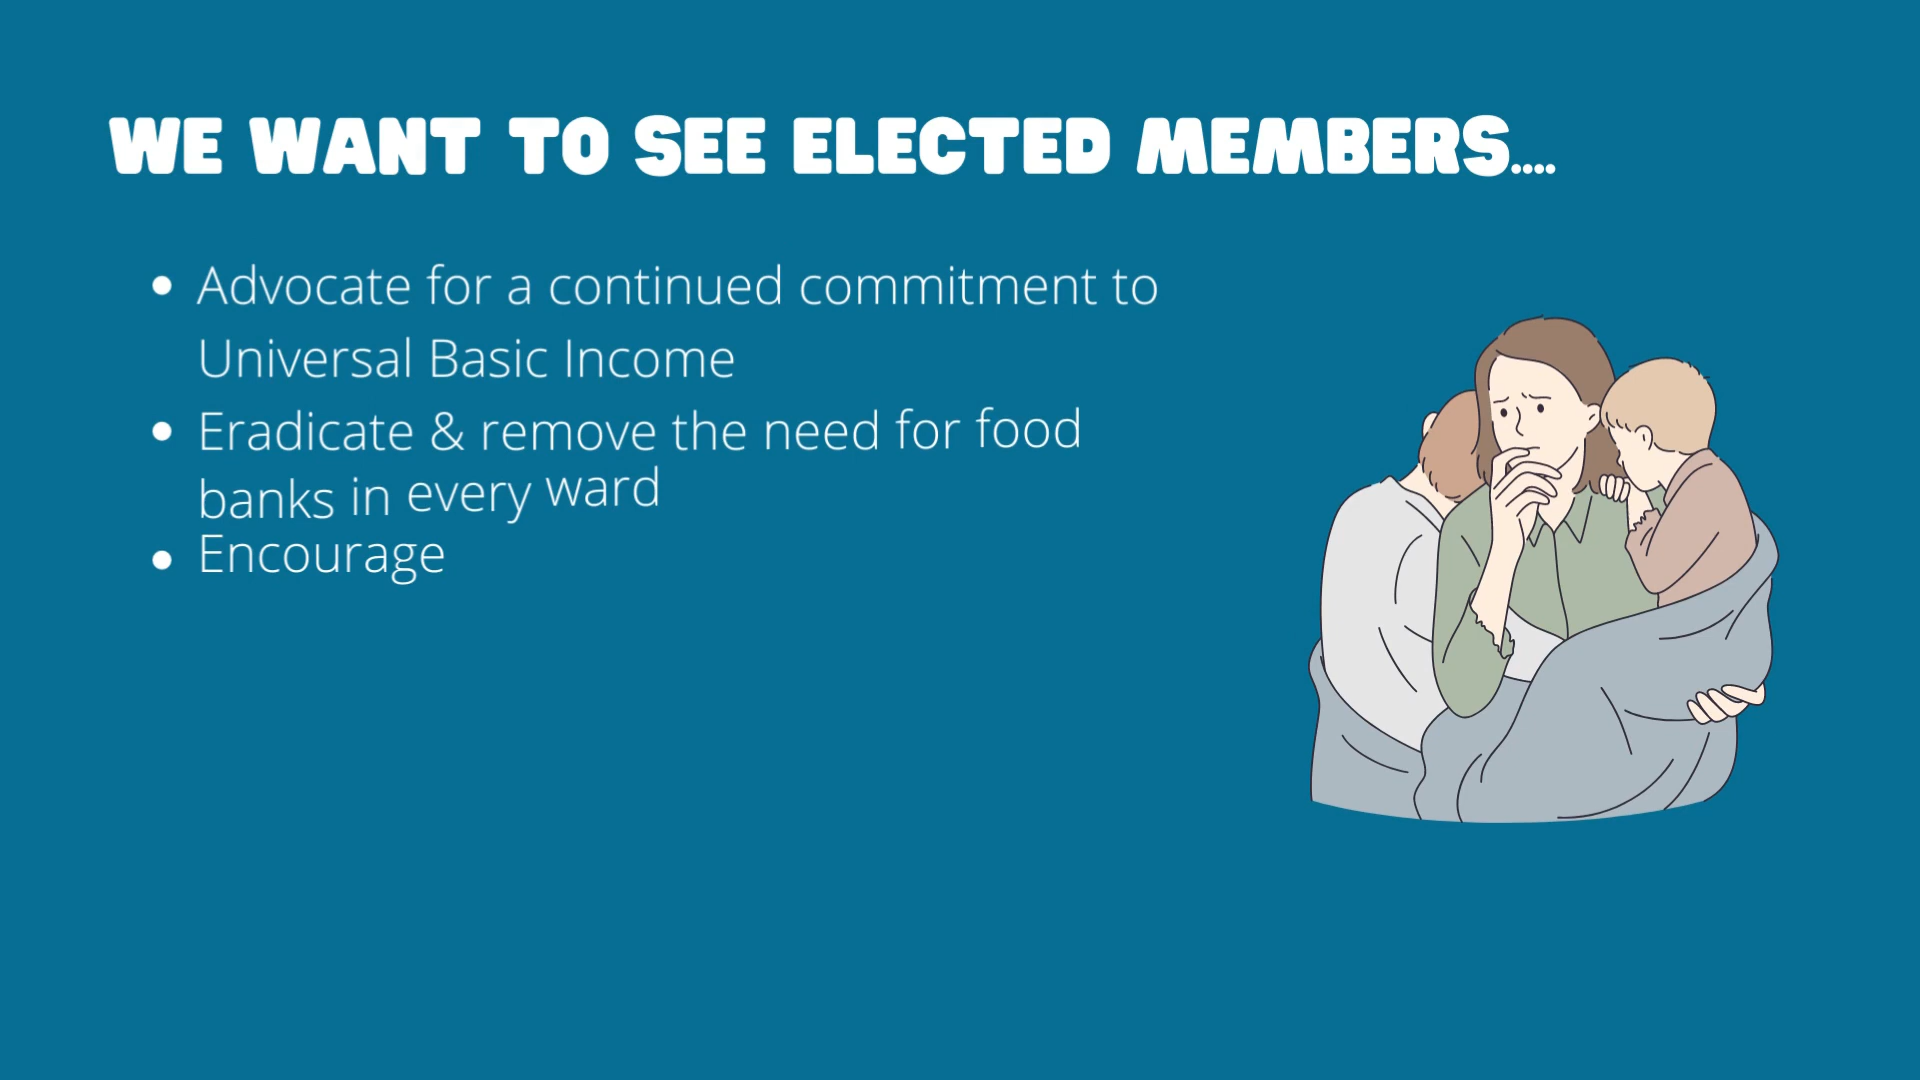 WE WANT TO SEE ELECTED MEMBERS....
• Advocate for a continued commitment to
Universal Basic Income
• Eradicate & remove the need for food
banks in every ward
• Encourage